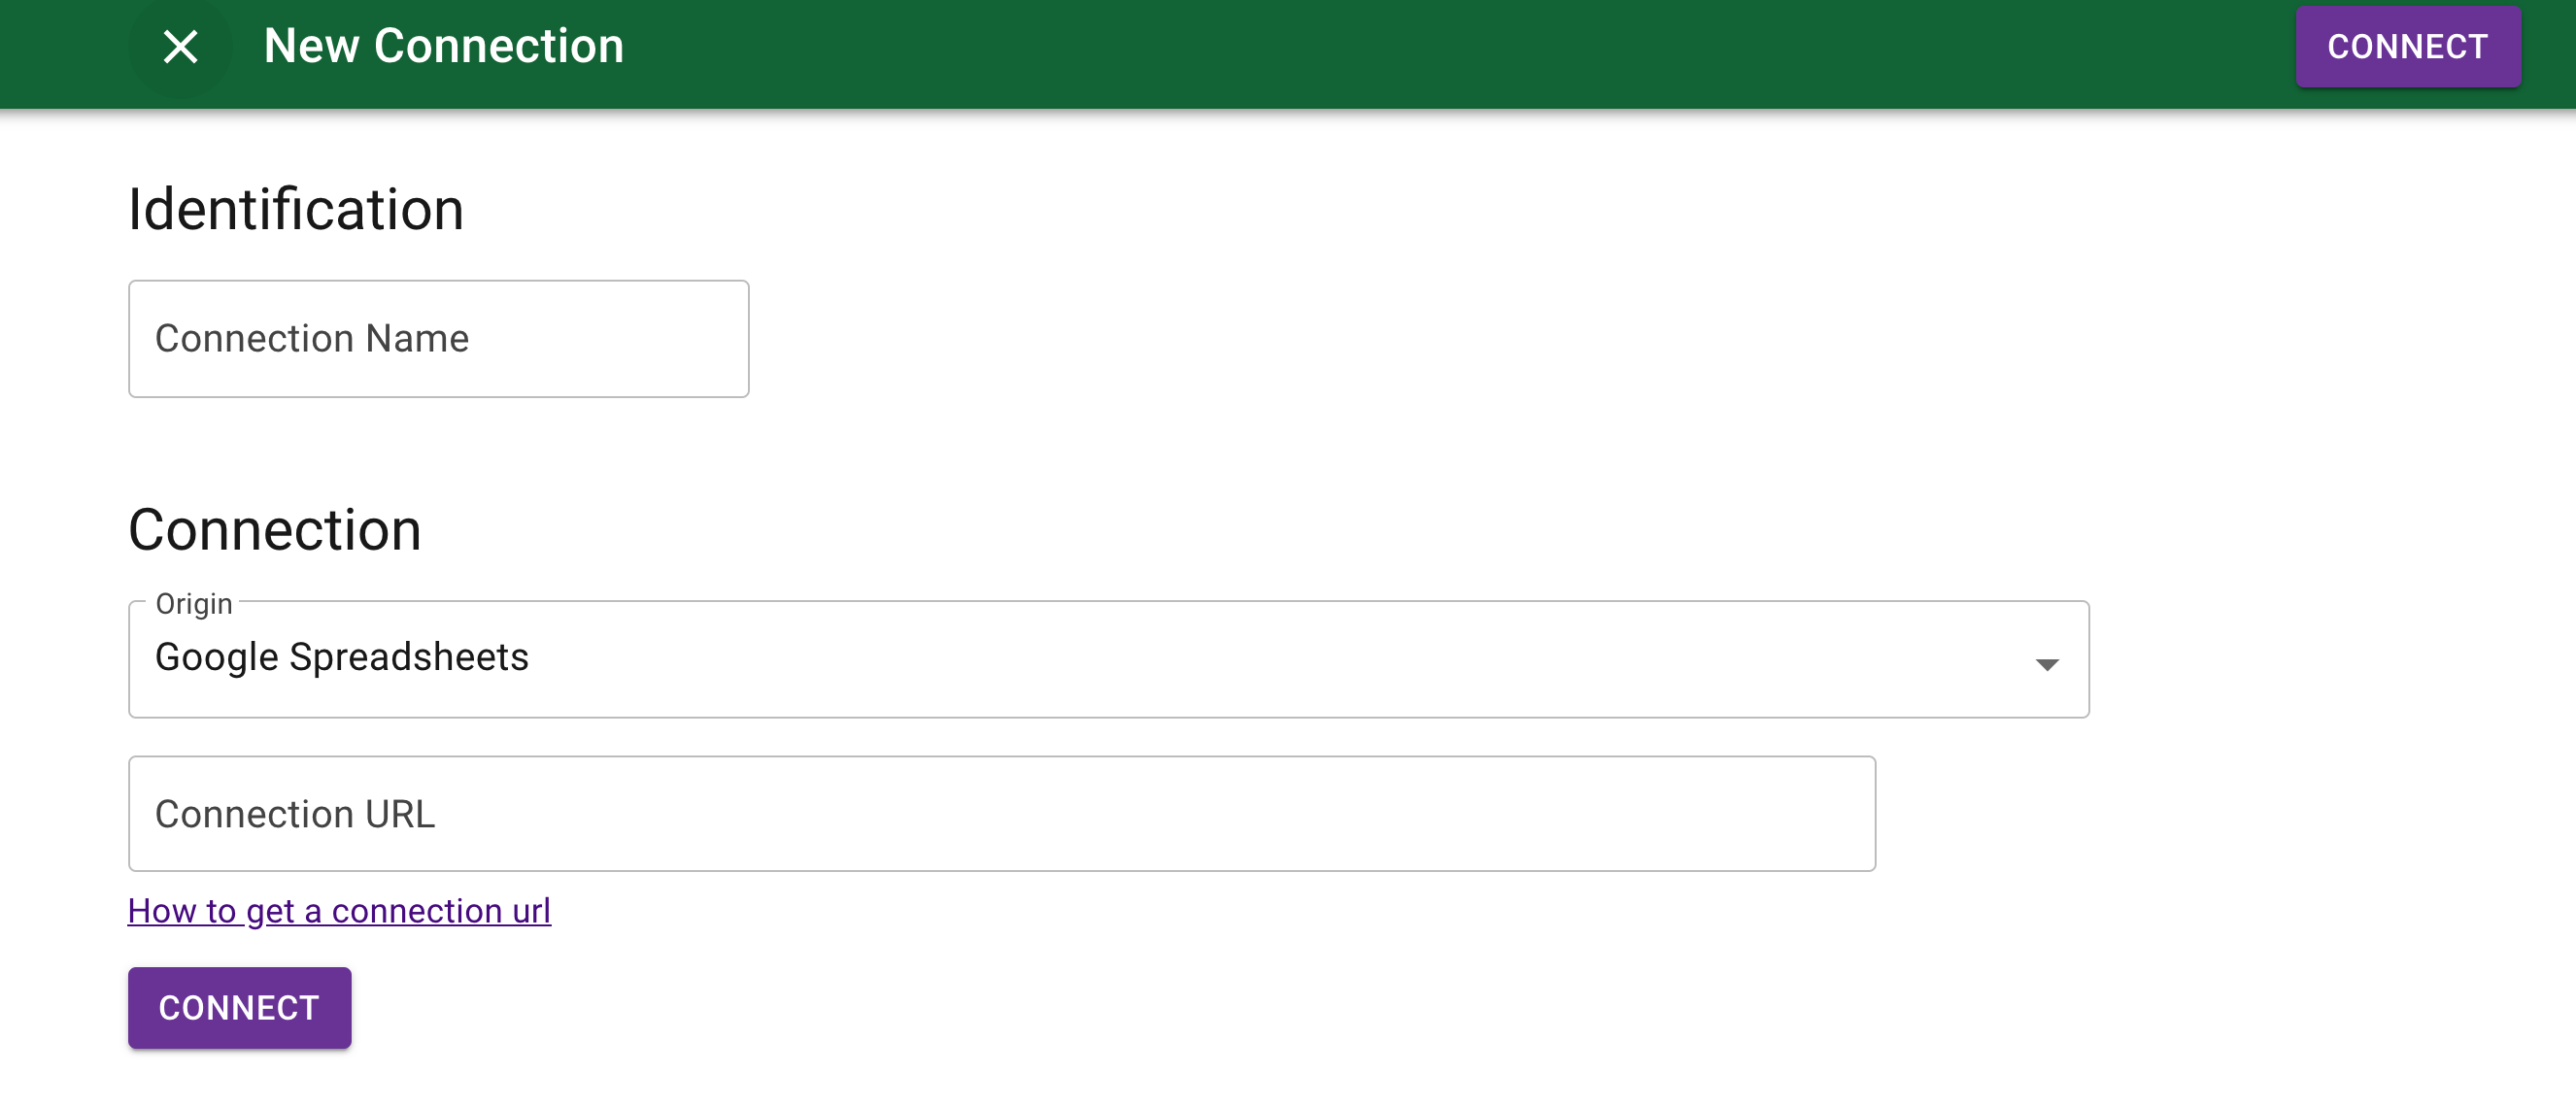 New Connection
CONNECT
Identification
Connection Name
Connection
Origin
Google Spreadsheets
Connection URL
How to get a connection url
CONNECT